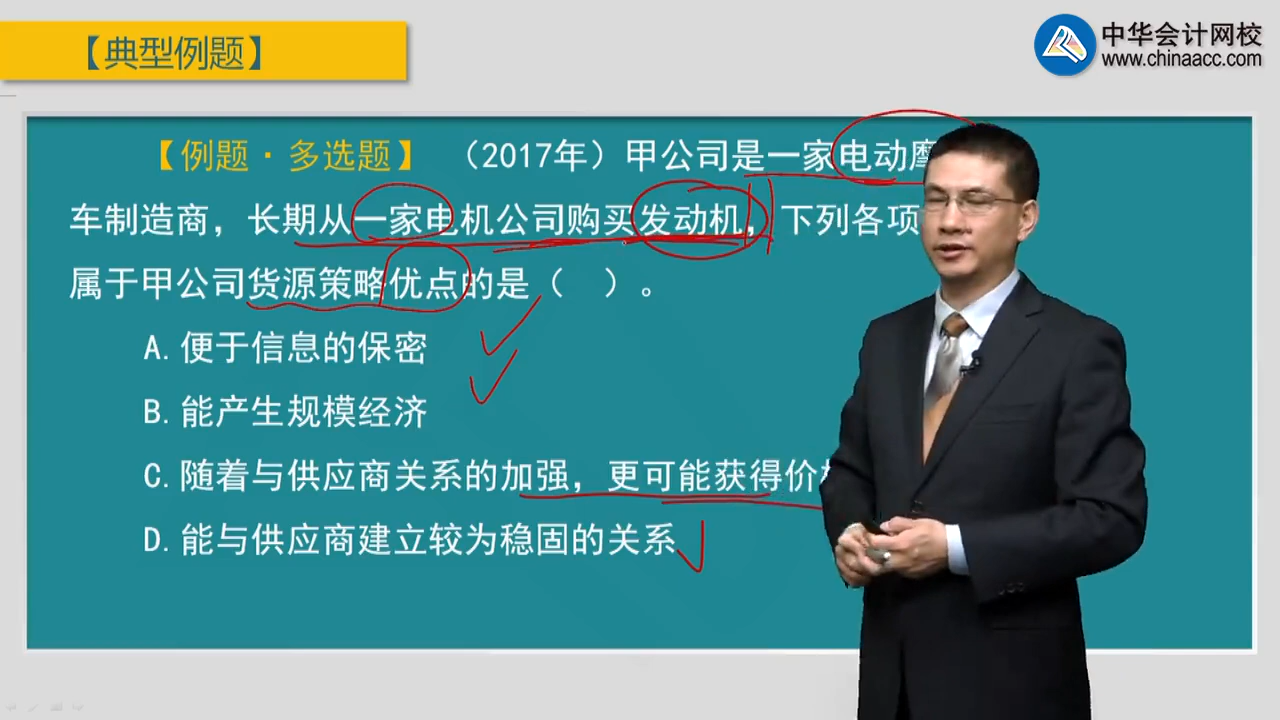 【典型例题】
中华会计网校
www.chinaacc.com
【例题·多选题】（2017年）甲公司是一家电动摩
车制造商，长期从一家电机公司购买发动机，下列各项
属于甲公司货源策略优点的是（ ）。
A.便于信息的保密
B.能产生规模经济
C.随着与供应商关系的加强，更可能获得价
D.能与供应商建立较为稳固的关系